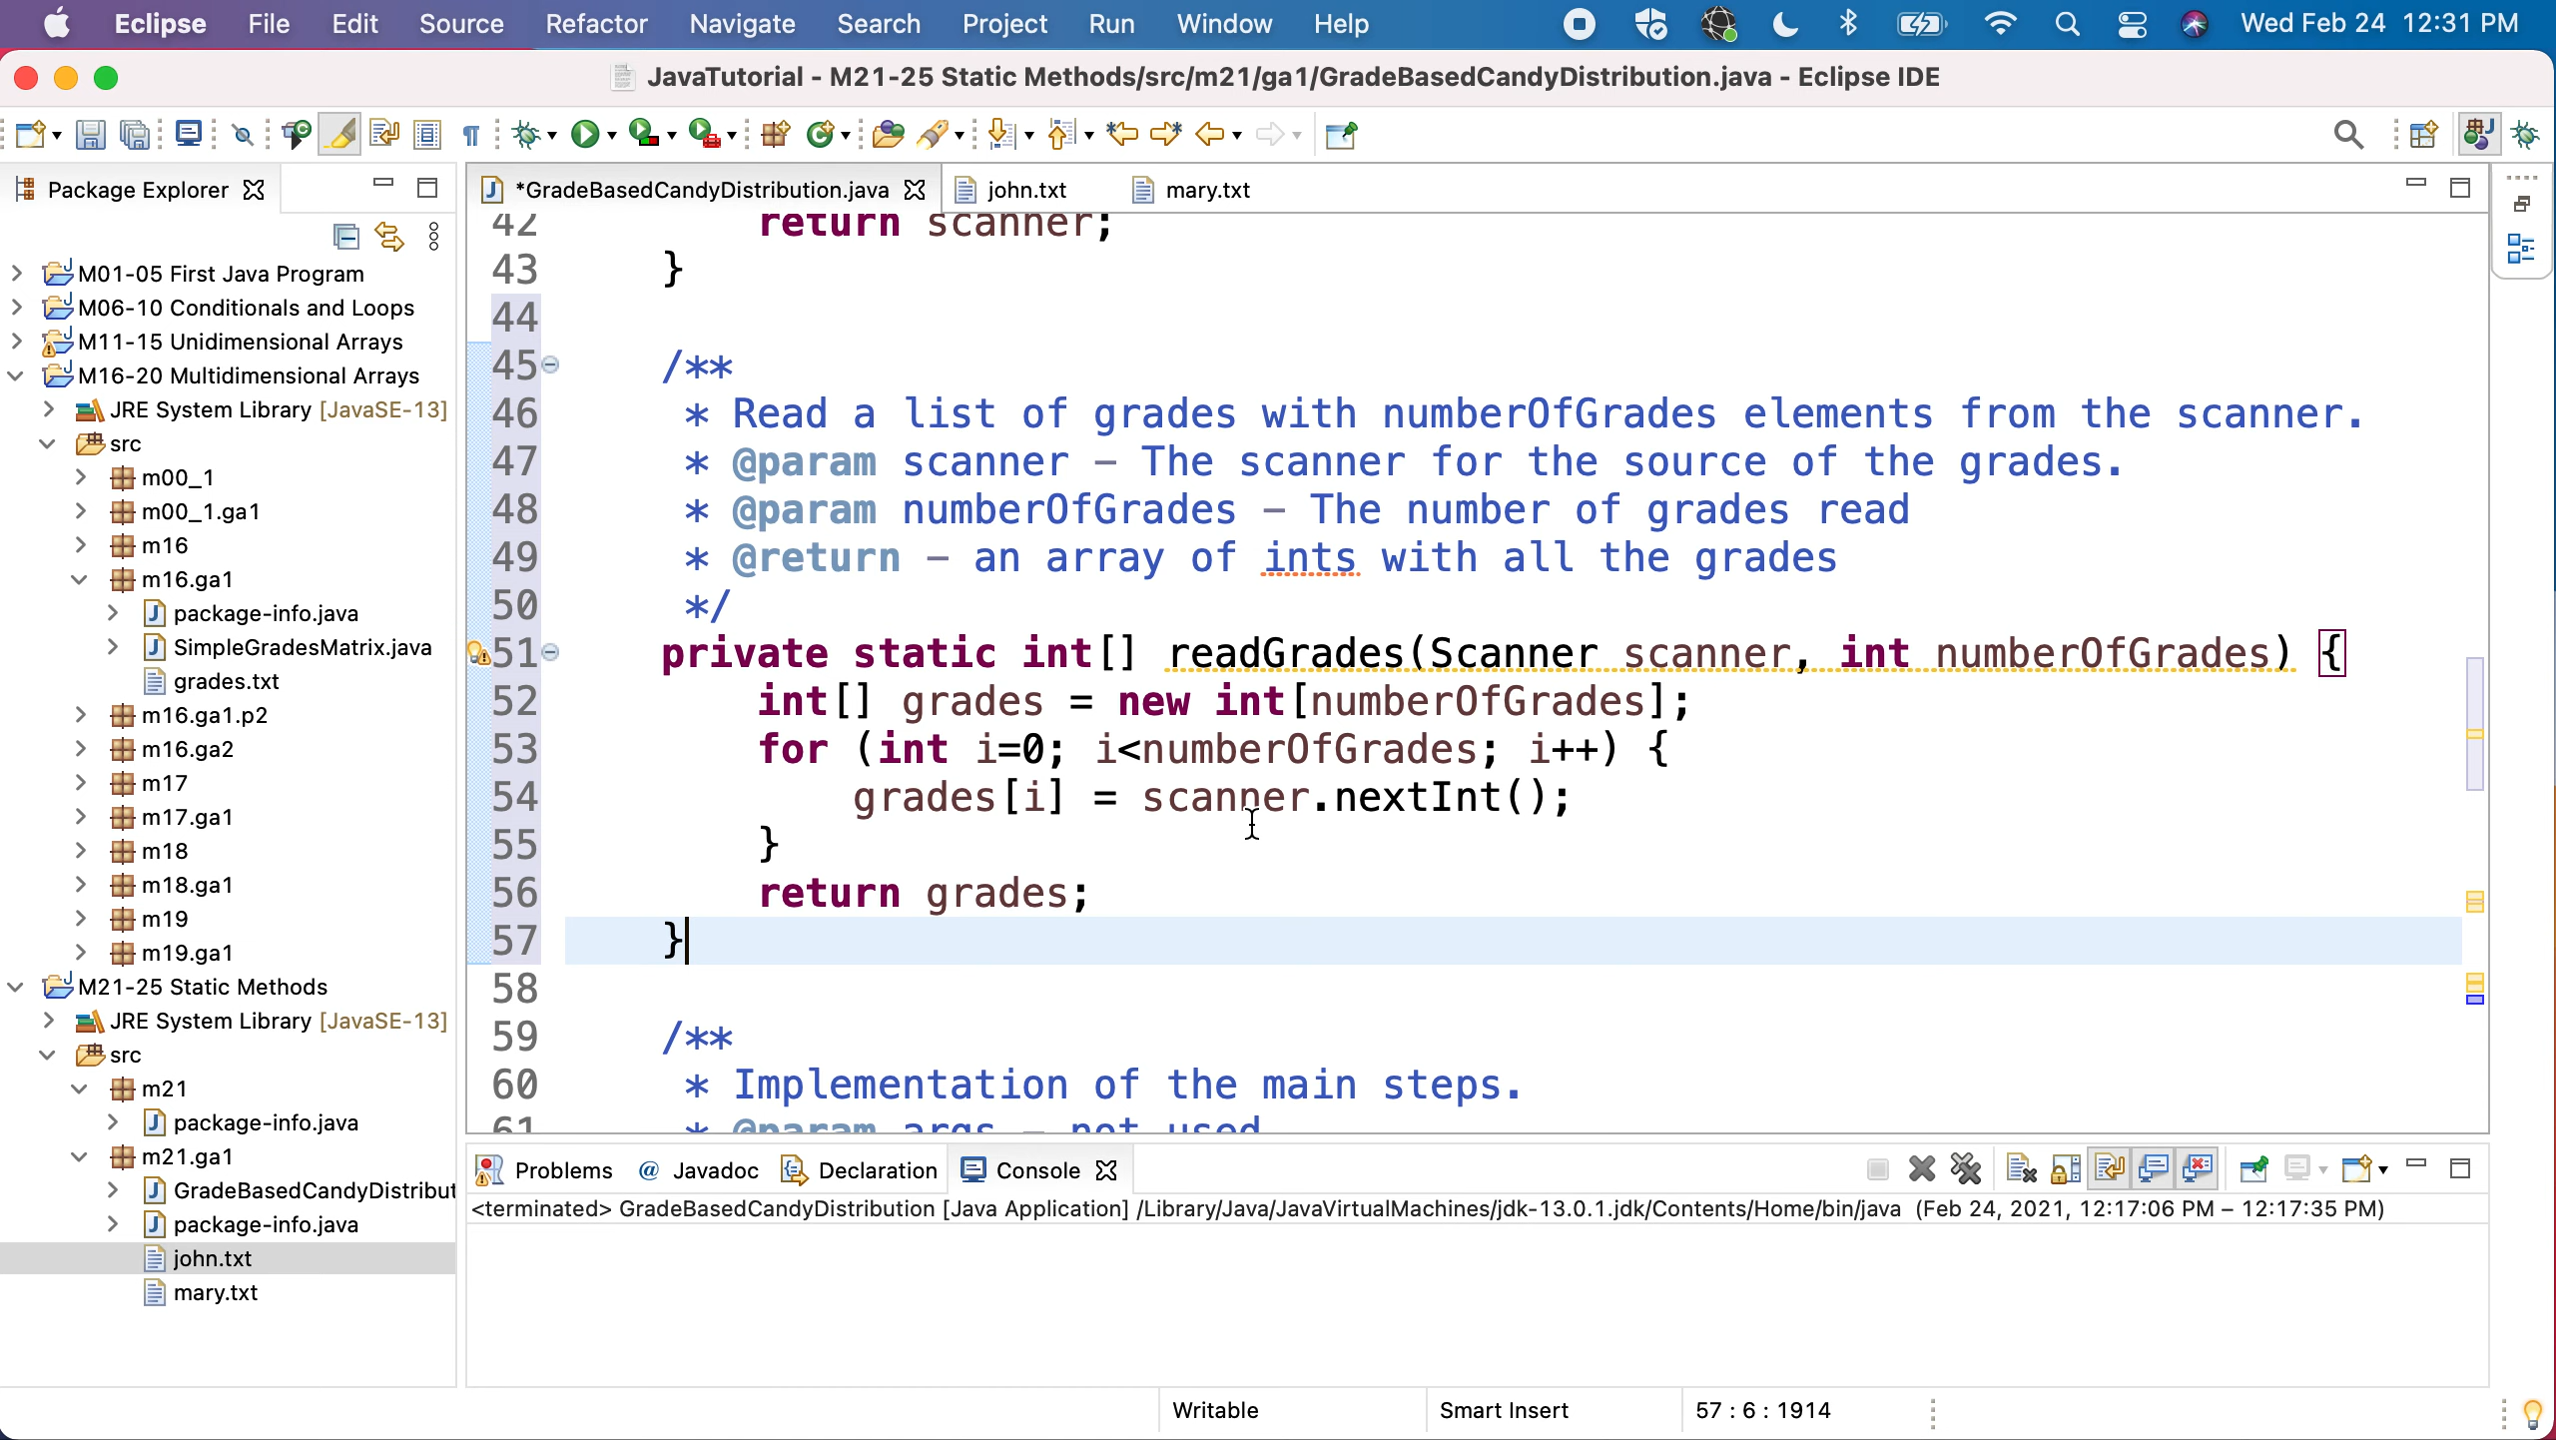 Eclipse File Edit Source Refactor Navigate Search Project Run Window Help Wed Feb 24 12:31 PM
JavaTutorial - M21-25 Static Methods/src/m21/ga1/GradeBasedCandyDistribution.java - Eclipse IDE
Package Explorer
M01-05 First Java Program
M06-10 Conditionals and Loops
M11-15 Unidimensional Arrays
M16-20 Multidimensional Arrays
JRE System Library [JavaSE-13]
src
m00_1
m00_1.ga1
m16
m16.ga1
package-info.java
SimpleGradesMatrix.java
grades.txt
m16.ga1.p2
m16.ga2
m17
m17.ga1
m18
m18.ga1
m19
m19.ga1
M21-25 Static Methods
JRE System Library [JavaSE-13]
src
m21
package-info.java
m21.ga1
GradeBasedCandyDistribut
package-info.java
john.txt
mary.txt
*GradeBasedCandyDistribution.java john.txt mary.txt
42 return scanner;
43 }
44
45 /**
46 * Read a list of grades with numberOfGrades elements from the scanner.
47 * @param scanner – The scanner for the source of the grades.
48 * @param numberOfGrades – The number of grades read
49 * @return – an array of ints with all the grades
50 */
51 private static int[] readGrades(Scanner scanner, int numberOfGrades) {
52 int[] grades = new int[numberOfGrades];
53 for (int i=0; i<numberOfGrades; i++) {
54 grades[i] = scanner.nextInt();
55 }
56 return grades;
57 }
58
59 /**
60 * Implementation of the main steps.
61 * @param args – not used
Problems Javadoc Declaration Console
<terminated> GradeBasedCandyDistribution [Java Application] /Library/Java/JavaVirtualMachines/jdk-13.0.1.jdk/Contents/Home/bin/java (Feb 24, 2021, 12:17:06 PM – 12:17:35 PM)
Writable Smart Insert 57 : 6 : 1914